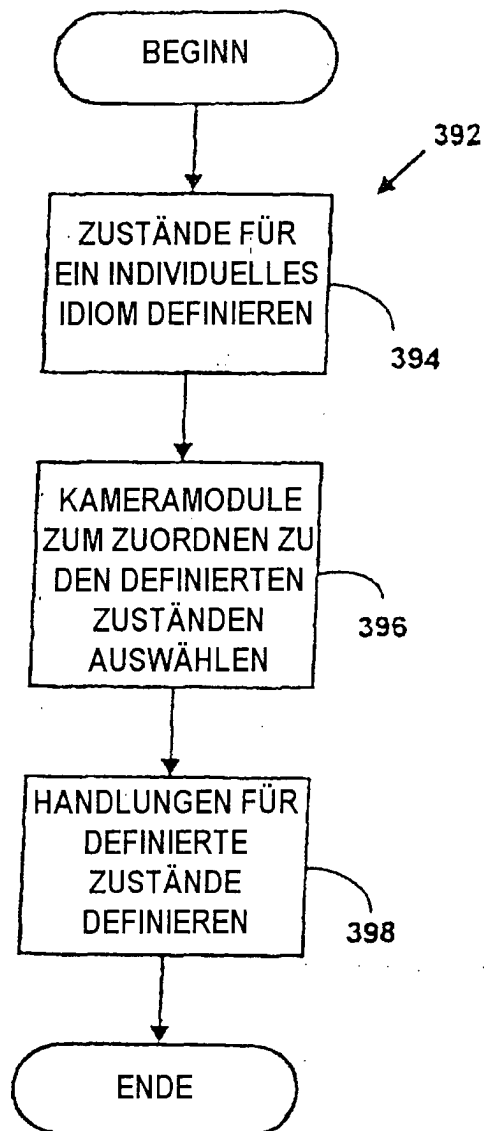 BEGINN
392
ZUSTÄNDE FÜR
EIN INDIVIDUELLES
IDIOM DEFINIEREN
394
KAMERAMODULE
ZUM ZUORDNEN ZU
DEN DEFINIERTEN
ZUSTÄNDEN
AUSWÄHLEN
396
HANDLUNGEN FÜR
DEFINIERTE
ZUSTÄNDE
DEFINIEREN
398
ENDE